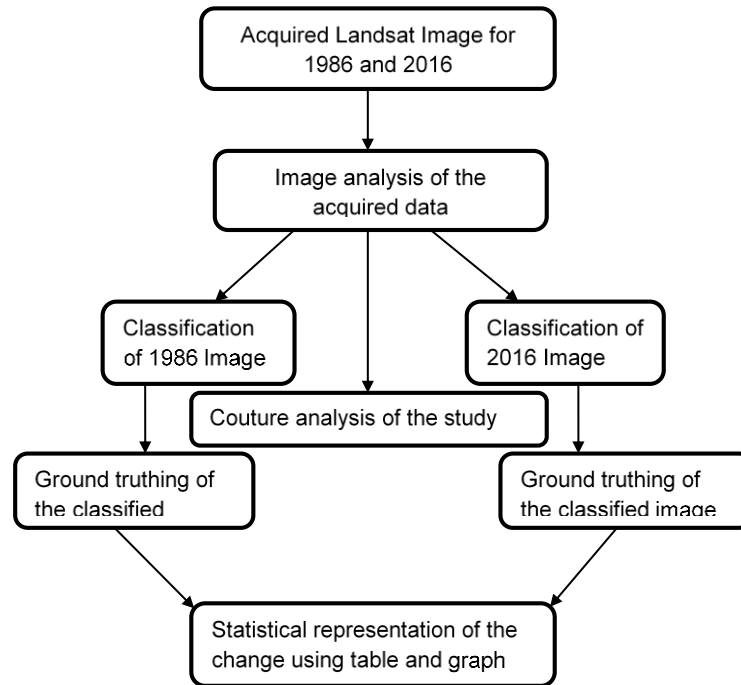 Acquired Landsat Image for
1986 and 2016
Image analysis of the
acquired data
Classification
of 1986 Image
Classification of
2016 Image
Couture analysis of the study
Ground truthing of
the classified
Ground truthing of
the classified image
Statistical representation of the
change using table and graph